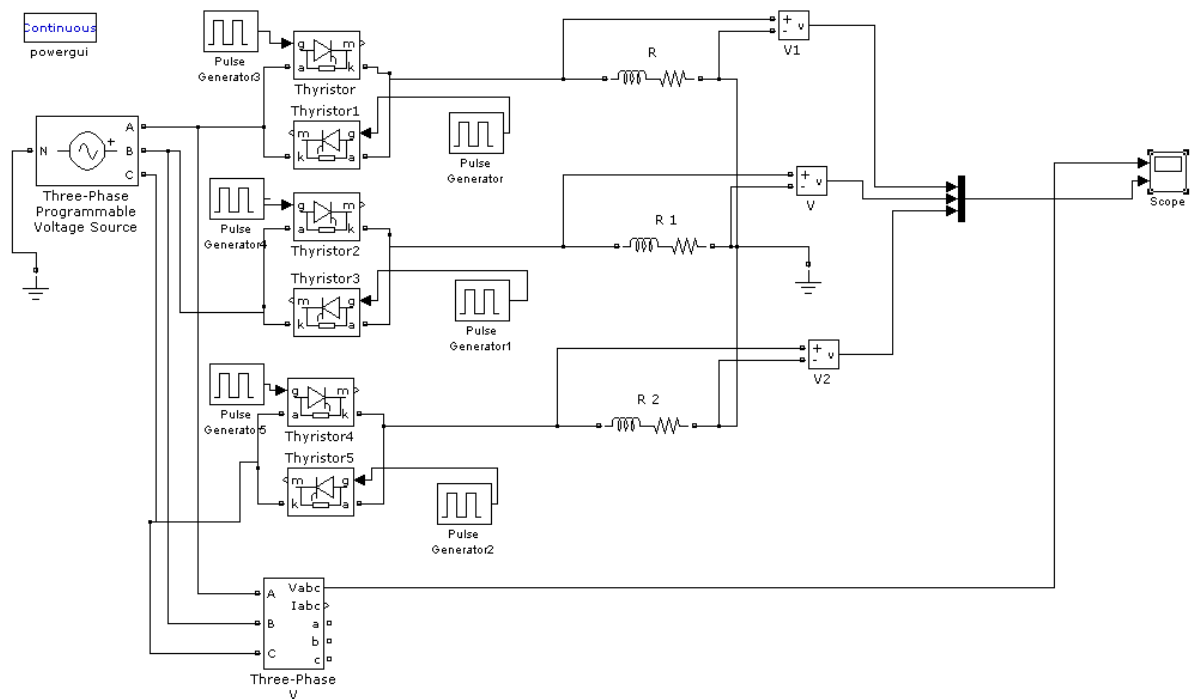 Continuous
powergui
Pulse
Generator3
g
m
a
k
Thyristor
Thyristor1
m
g
k
a
Pulse
Generator
N
+
A
B
C
Three-Phase
Programmable
Voltage Source
Pulse
Generator4
g
m
a
k
Thyristor2
Thyristor3
m
g
k
a
Pulse
Generator1
Pulse
Generator5
g
m
a
k
Thyristor4
Thyristor5
m
g
k
a
Pulse
Generator2
R
+
-
v
V1
R 1
+
-
v
V
R 2
+
-
v
V2
Scope
A
B
C
Vabc
Iabc
a
b
c
Three-Phase
V